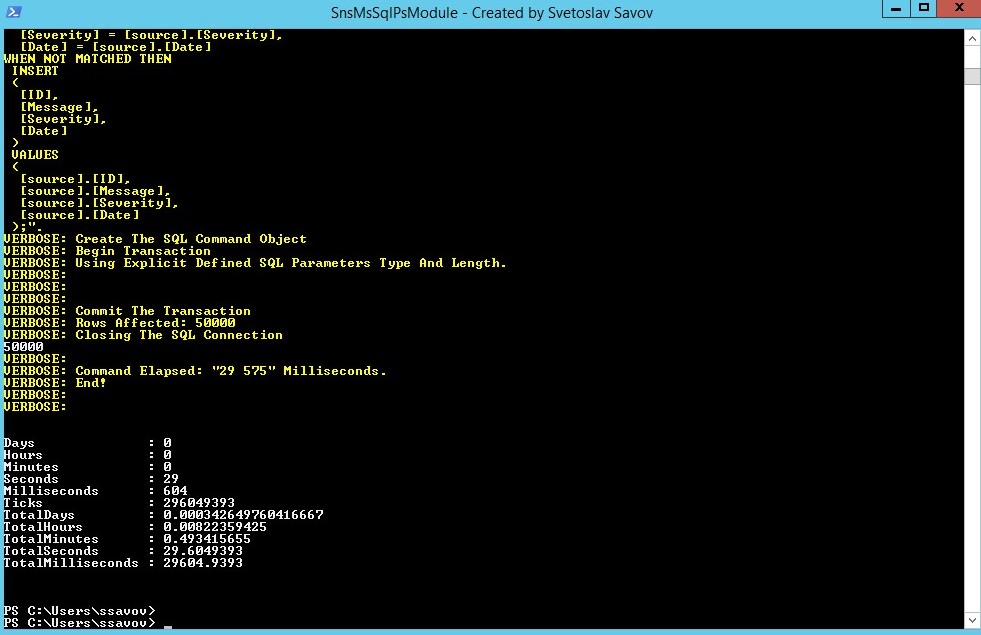 SnsMsSqlPsModule - Created by Svetoslav Savov
[Severity] = [source].[Severity],
[Date] = [source].[Date]
WHEN NOT MATCHED THEN
INSERT
(
[ID],
[Message],
[Severity],
[Date]
)
VALUES
(
[source].[ID],
[source].[Message],
[source].[Severity],
[source].[Date]
);".
VERBOSE: Create The SQL Command Object
VERBOSE: Begin Transaction
VERBOSE: Using Explicit Defined SQL Parameters Type And Length.
VERBOSE:
VERBOSE:
VERBOSE:
VERBOSE: Commit The Transaction
VERBOSE: Rows Affected: 50000
VERBOSE: Closing The SQL Connection
50000
VERBOSE:
VERBOSE: Command Elapsed: "29 575" Milliseconds.
VERBOSE: End!
VERBOSE:
VERBOSE:
Days : 0
Hours : 0
Minutes : 0
Seconds : 29
Milliseconds : 604
Ticks : 296049393
TotalDays : 0.000342649760416667
TotalHours : 0.00822359425
TotalMinutes : 0.493415655
TotalSeconds : 29.6049393
TotalMilliseconds : 29604.9393
PS C:\Users\ssavov>
PS C:\Users\ssavov> _